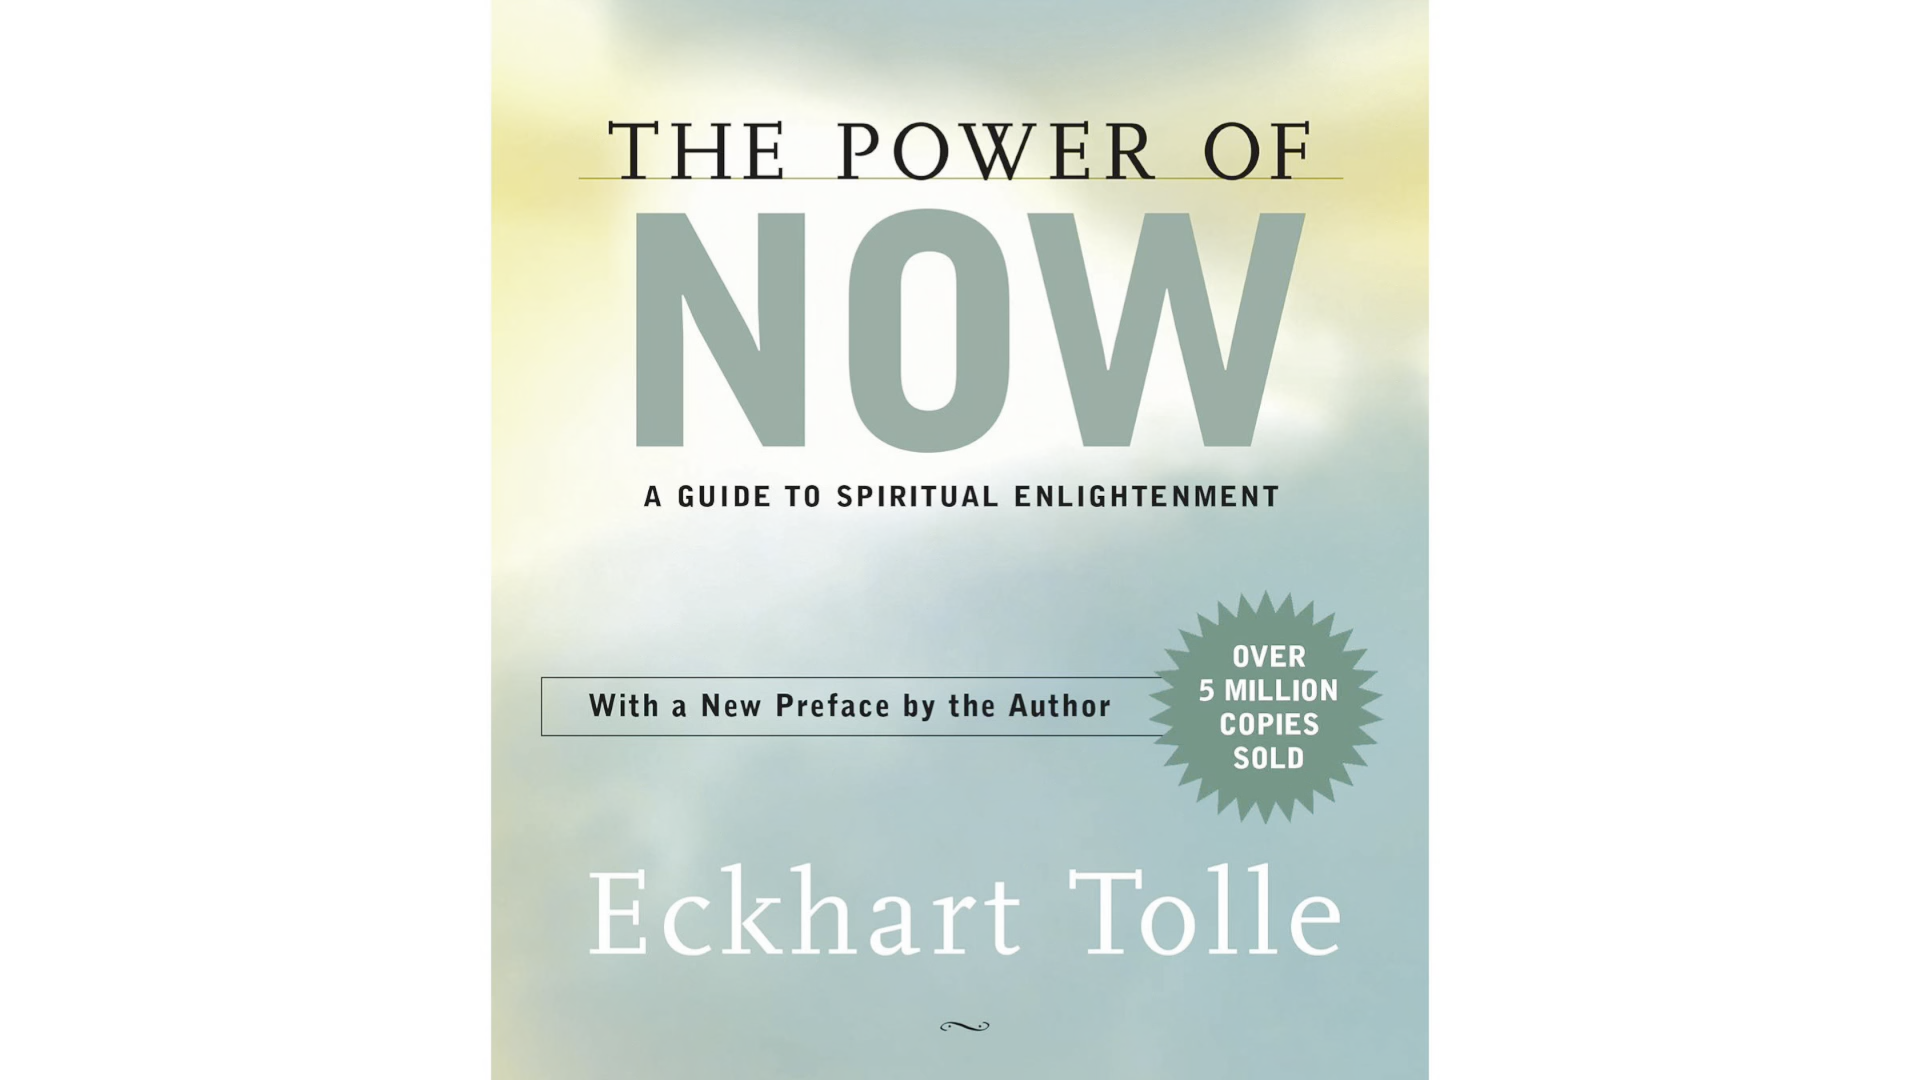 THE POWER OF
NOW
A GUIDE TO SPIRITUAL ENLIGHTENMENT
With a New Preface by the Author
OVER
5 MILLION
COPIES
SOLD
Eckhart Tolle